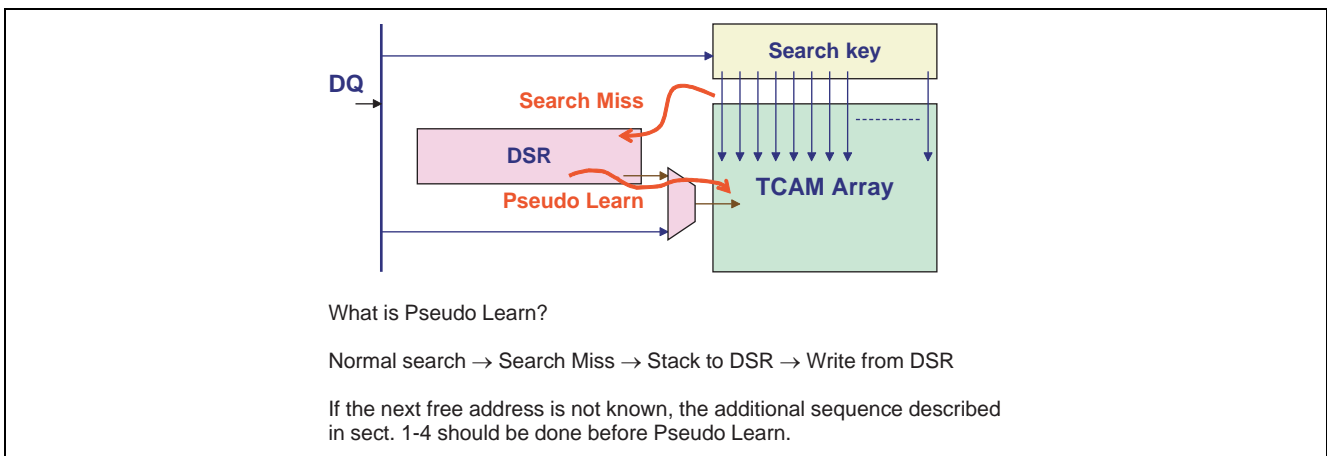 Search key
DQ
Search Miss
DSR
TCAM Array
Pseudo Learn
What is Pseudo Learn?
Normal search → Search Miss → Stack to DSR → Write from DSR
If the next free address is not known, the additional sequence described
in sect. 1-4 should be done before Pseudo Learn.